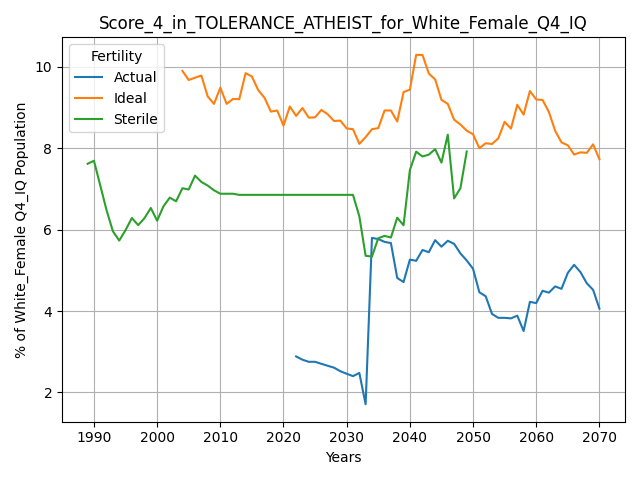 Score_4_in_TOLERANCE_ATHEIST_for_White_Female_Q4_IQ
Fertility
Actual
Ideal
Sterile
% of White_Female Q4_IQ Population
10
8
6
4
2
1990 2000 2010 2020 2030 2040 2050 2060 2070
Years